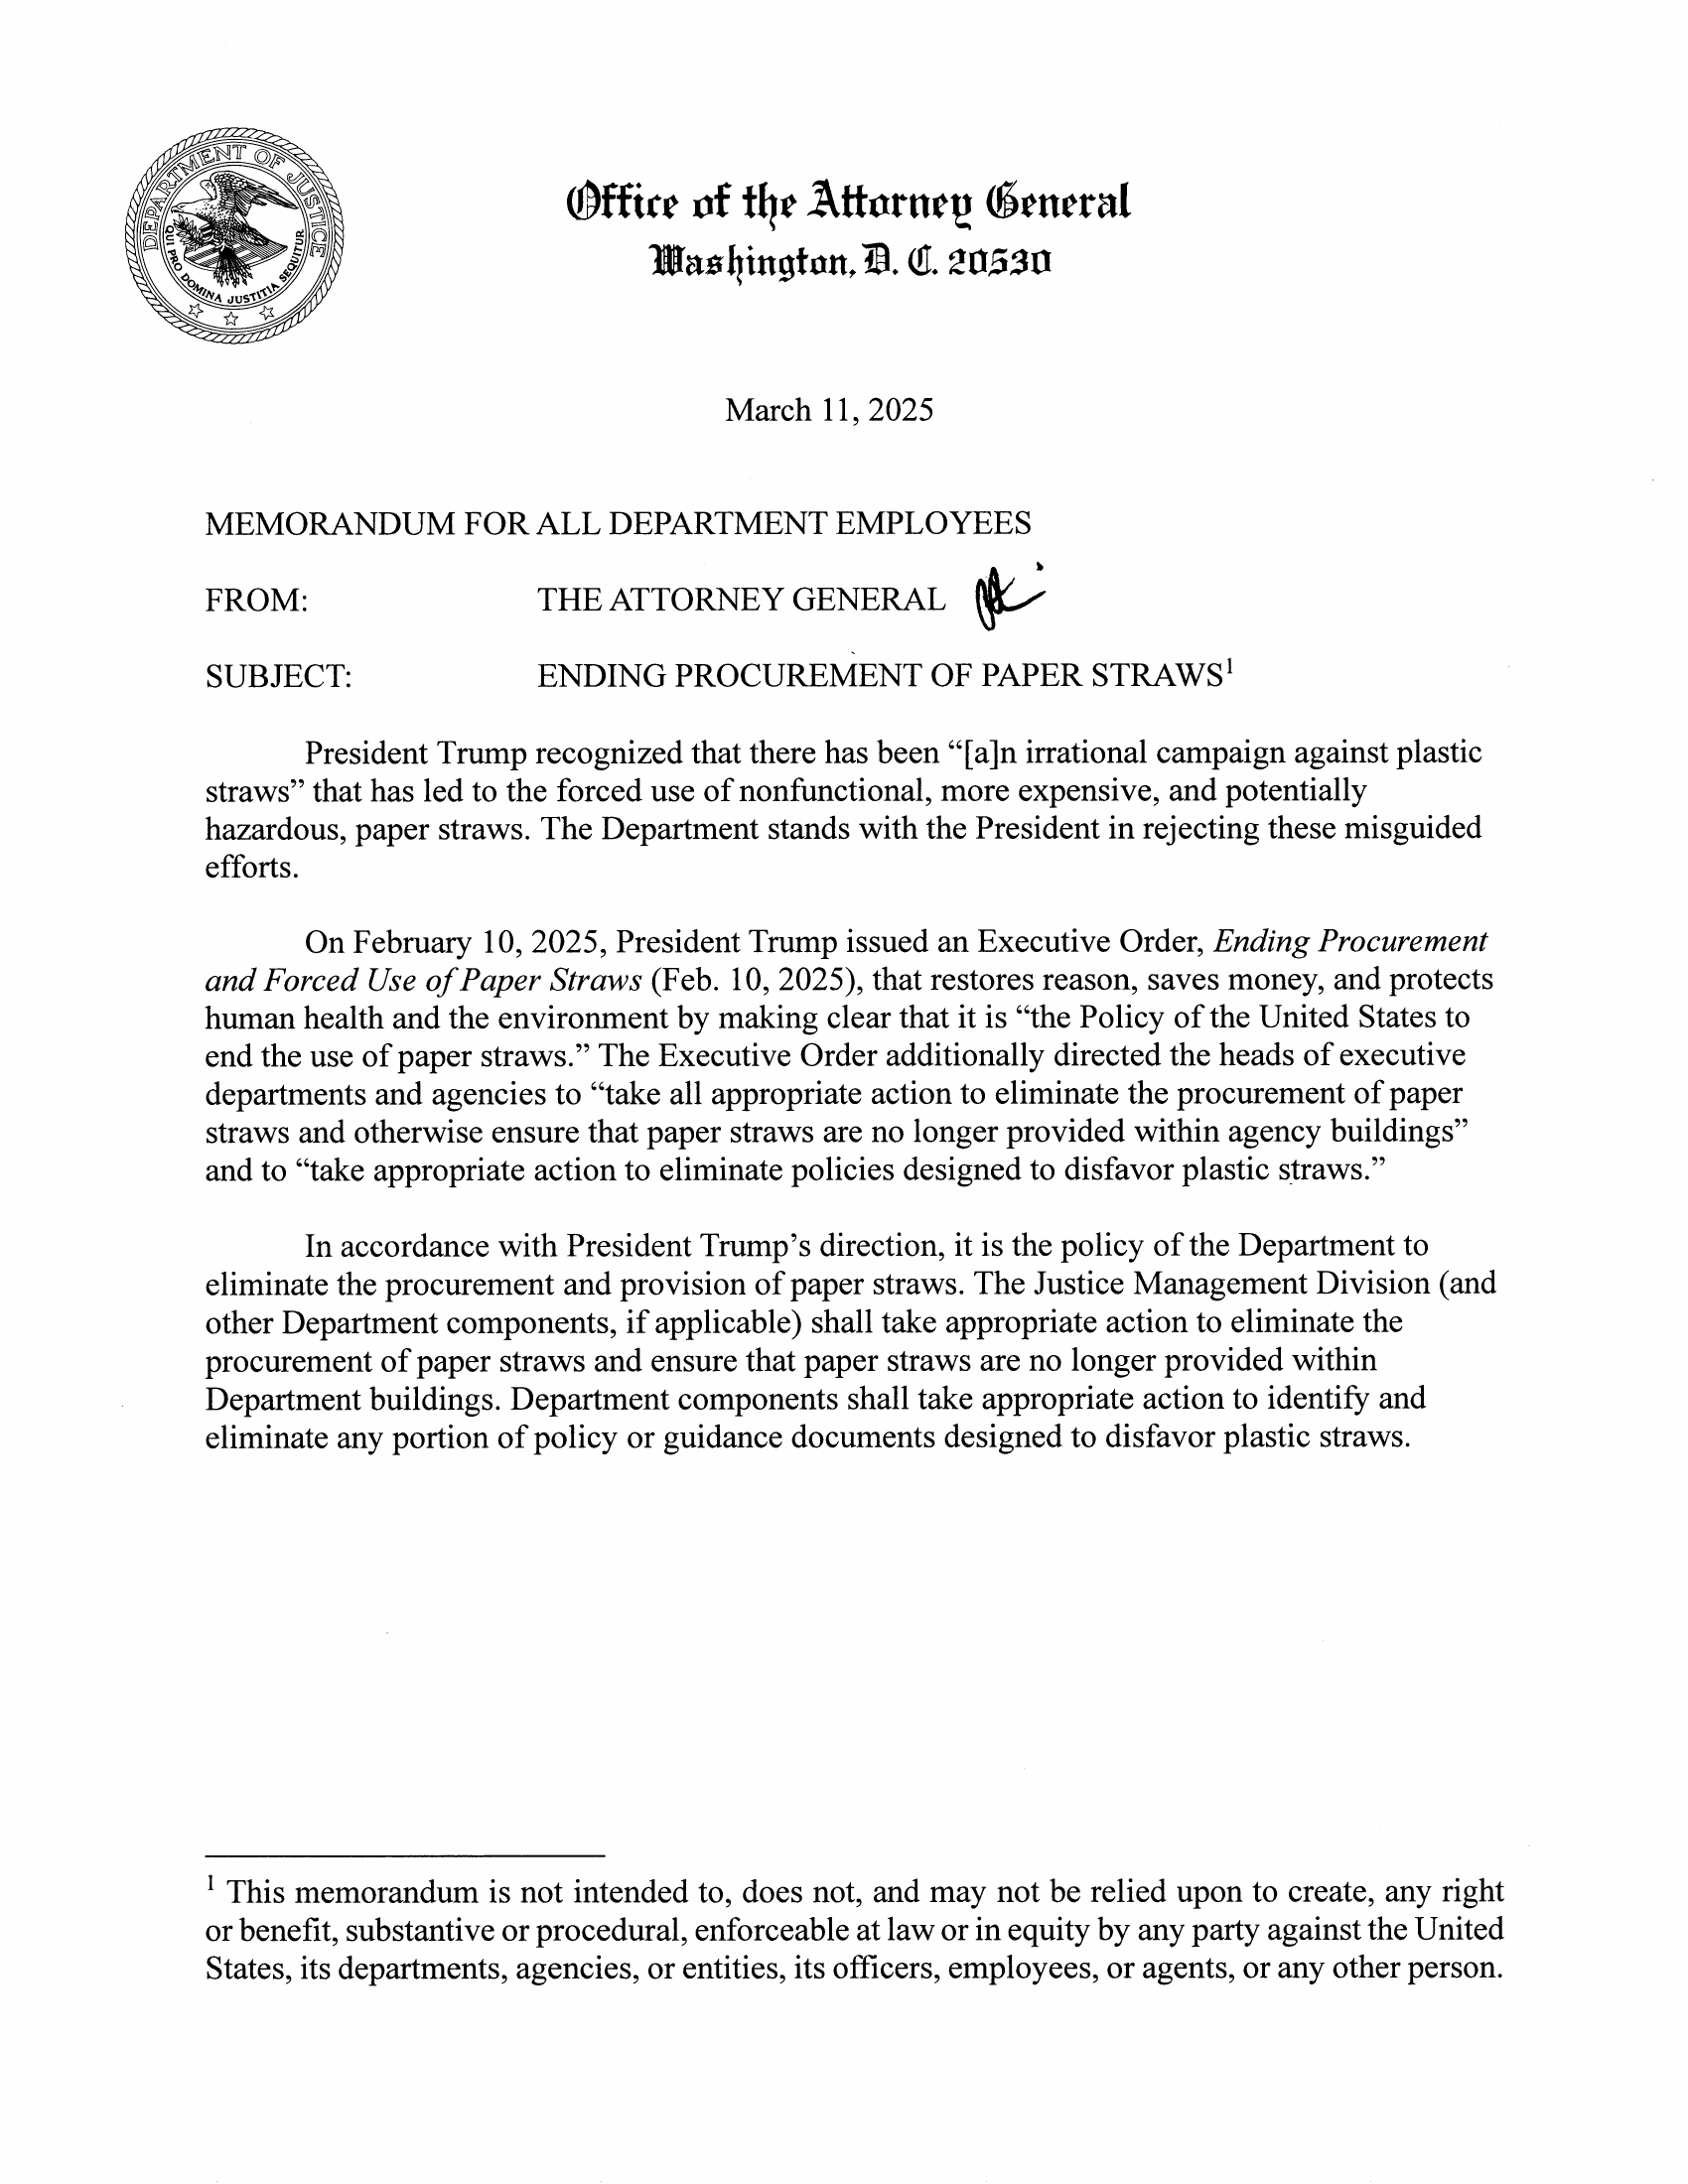 DEPARTMENT OF JUSTICE
QUI PRO DOMINA JUSTITIA SEQUITUR
Office of the Attorney General
Washington, D. C. 20530
March 11, 2025
MEMORANDUM FOR ALL DEPARTMENT EMPLOYEES
FROM: THE ATTORNEY GENERAL
SUBJECT: ENDING PROCUREMENT OF PAPER STRAWS¹
President Trump recognized that there has been “[a]n irrational campaign against plastic
straws” that has led to the forced use of nonfunctional, more expensive, and potentially
hazardous, paper straws. The Department stands with the President in rejecting these misguided
efforts.
On February 10, 2025, President Trump issued an Executive Order, Ending Procurement
and Forced Use of Paper Straws (Feb. 10, 2025), that restores reason, saves money, and protects
human health and the environment by making clear that it is “the Policy of the United States to
end the use of paper straws.” The Executive Order additionally directed the heads of executive
departments and agencies to “take all appropriate action to eliminate the procurement of paper
straws and otherwise ensure that paper straws are no longer provided within agency buildings”
and to “take appropriate action to eliminate policies designed to disfavor plastic straws.”
In accordance with President Trump’s direction, it is the policy of the Department to
eliminate the procurement and provision of paper straws. The Justice Management Division (and
other Department components, if applicable) shall take appropriate action to eliminate the
procurement of paper straws and ensure that paper straws are no longer provided within
Department buildings. Department components shall take appropriate action to identify and
eliminate any portion of policy or guidance documents designed to disfavor plastic straws.
¹ This memorandum is not intended to, does not, and may not be relied upon to create, any right
or benefit, substantive or procedural, enforceable at law or in equity by any party against the United
States, its departments, agencies, or entities, its officers, employees, or agents, or any other person.